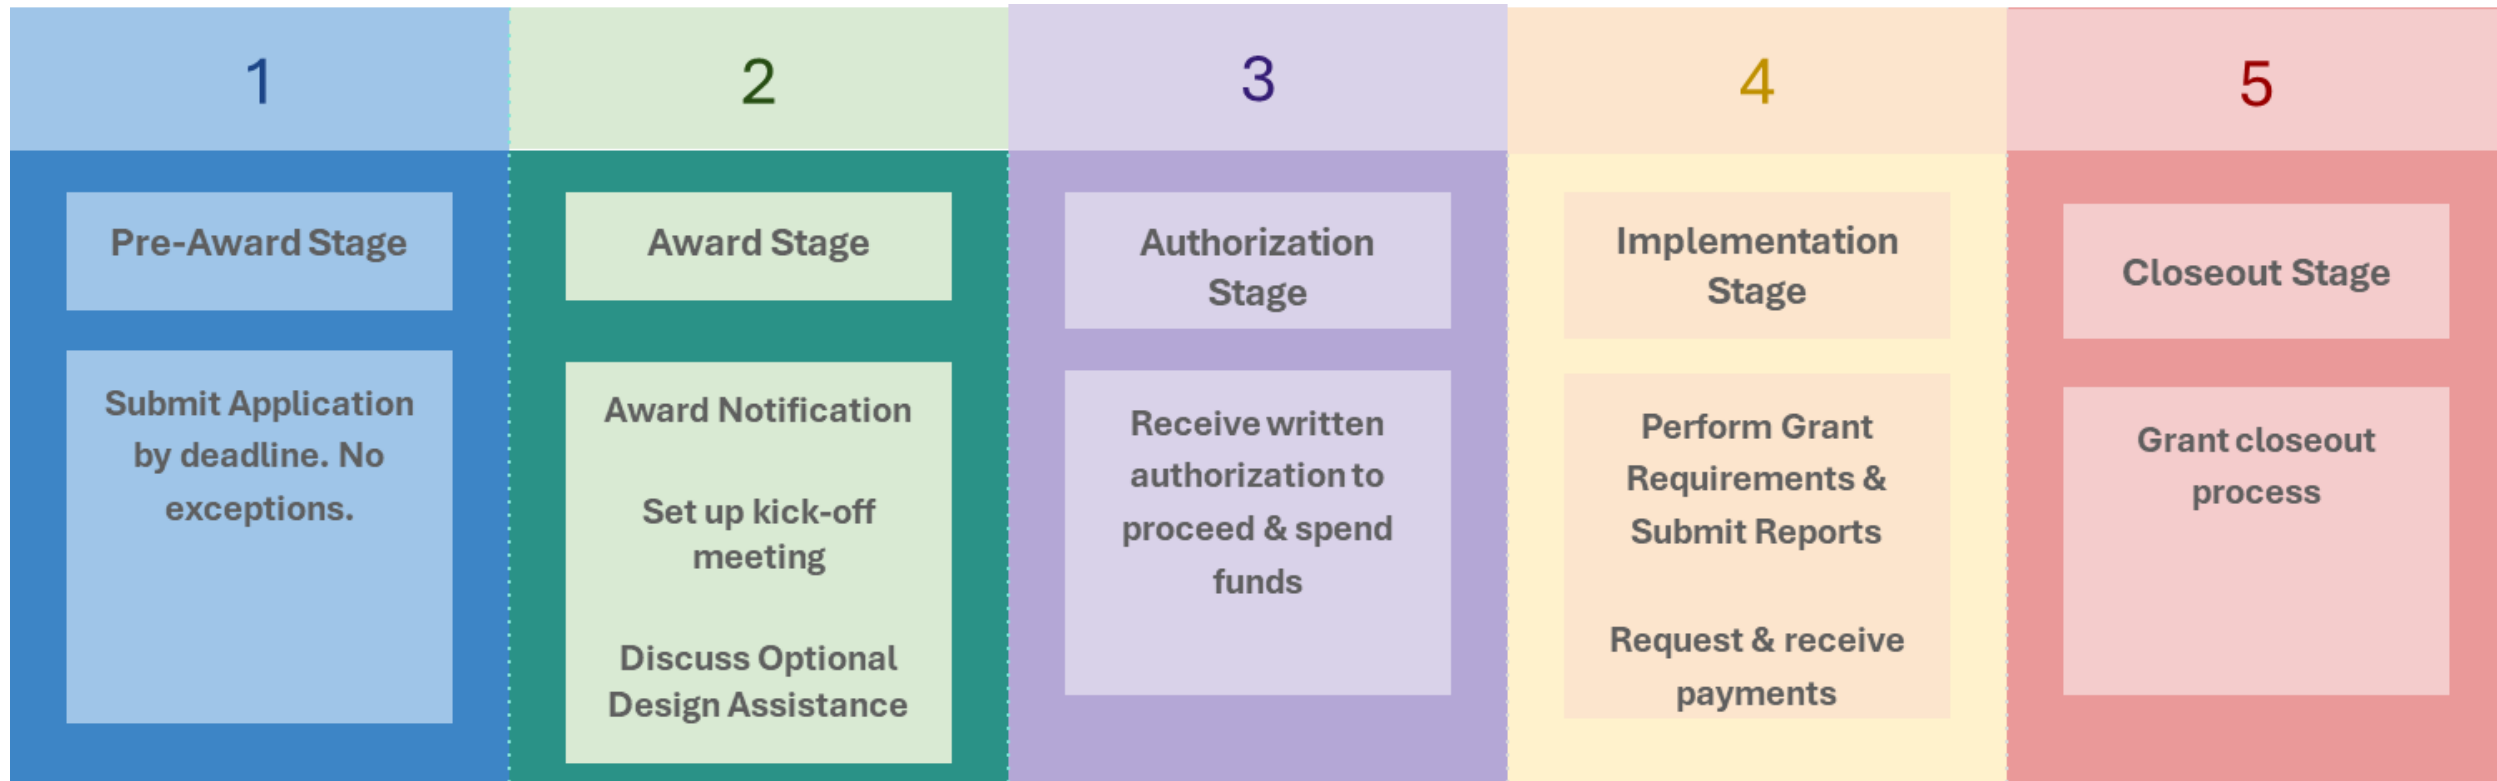 1
Pre-Award Stage
Submit Application
by deadline. No
exceptions.
2
Award Stage
Award Notification
Set up kick-off
meeting
Discuss Optional
Design Assistance
3
Authorization
Stage
Receive written
authorization to
proceed & spend
funds
4
Implementation
Stage
Perform Grant
Requirements &
Submit Reports
Request & receive
payments
5
Closeout Stage
Grant closeout
process